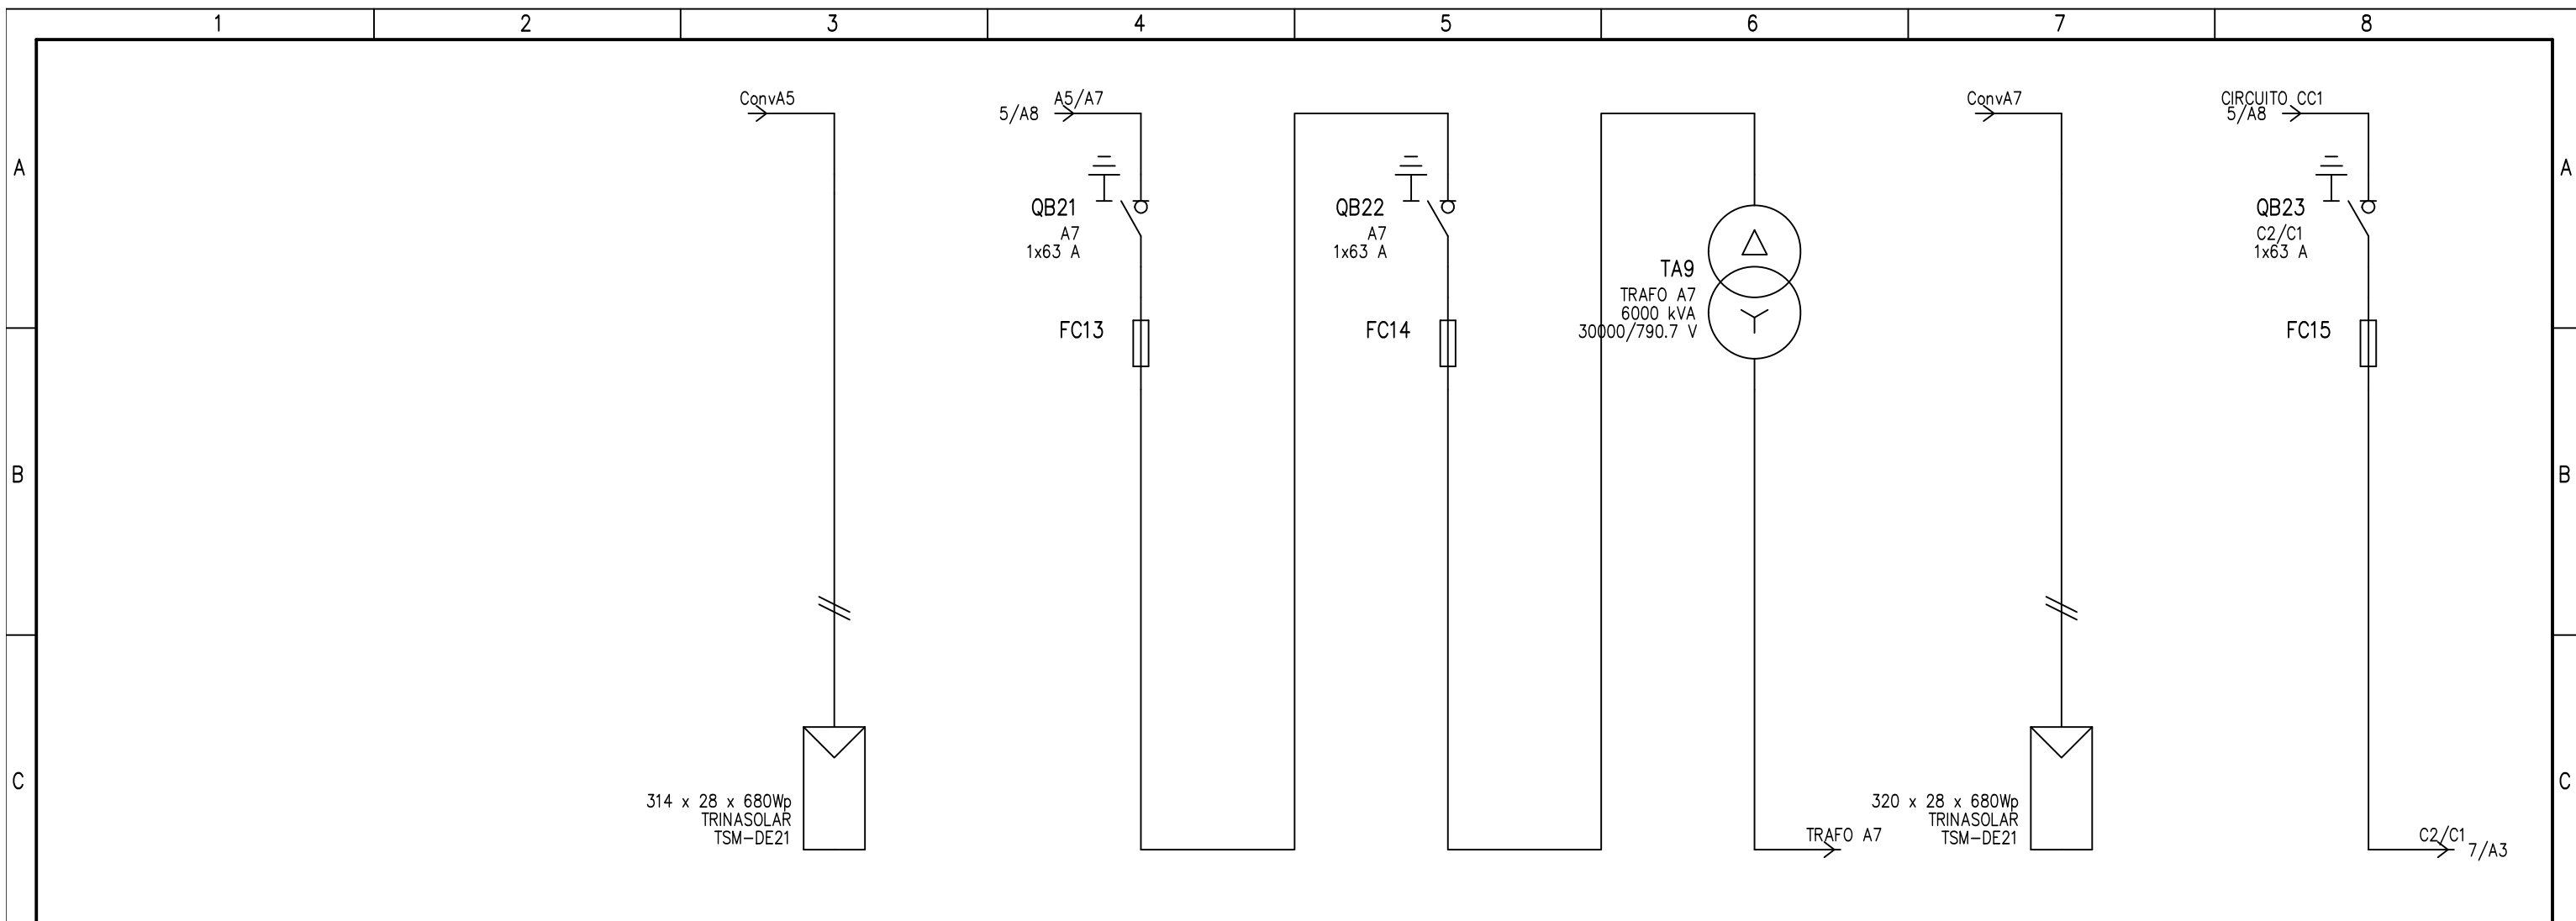 1 2 3 4 5 6 7 8
A
A
B
B
C
C
ConvA5
314 x 28 x 680Wp
TRINASOLAR
TSM-DE21
A5/A7
5/A8
QB21
A7
1x63 A
FC13
QB22
A7
1x63 A
FC14
TA9
TRAFO A7
6000 kVA
30000/790.7 V
TRAFO A7
ConvA7
320 x 28 x 680Wp
TRINASOLAR
TSM-DE21
CIRCUITO CC1
5/A8
QB23
C2/C1
1x63 A
FC15
C2/C1
7/A3